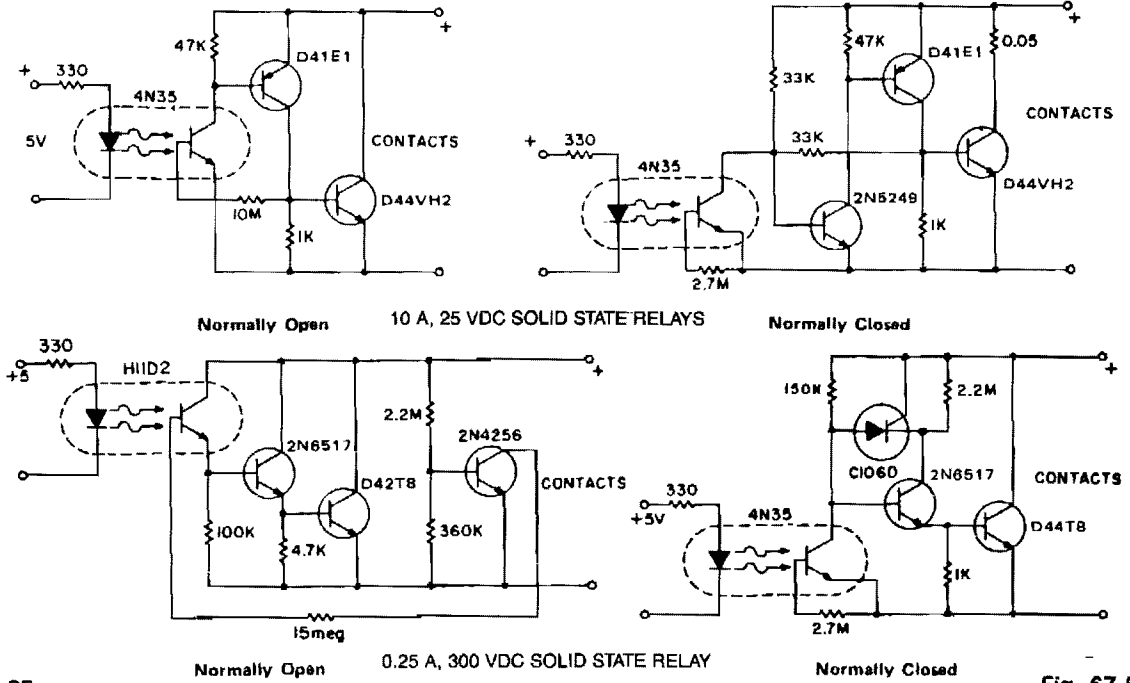 +
47K
D41E1
330
+
4N35
5V
CONTACTS
10M
D44VH2
1K
Normally Open
+
47K
D41E1
0.05
33K
CONTACTS
33K
330
+
4N35
D44VH2
2N5249
1K
2.7M
Normally Closed
10 A, 25 VDC SOLID STATE RELAYS
330
+5
H11D2
+
2.2M
2N4256
2N6517
D42T8
CONTACTS
100K
4.7K
360K
15meg
Normally Open
+
150K
2.2M
C106D
2N6517
CONTACTS
330
+5V
4N35
D44T8
1K
2.7M
Normally Closed
0.25 A, 300 VDC SOLID STATE RELAY